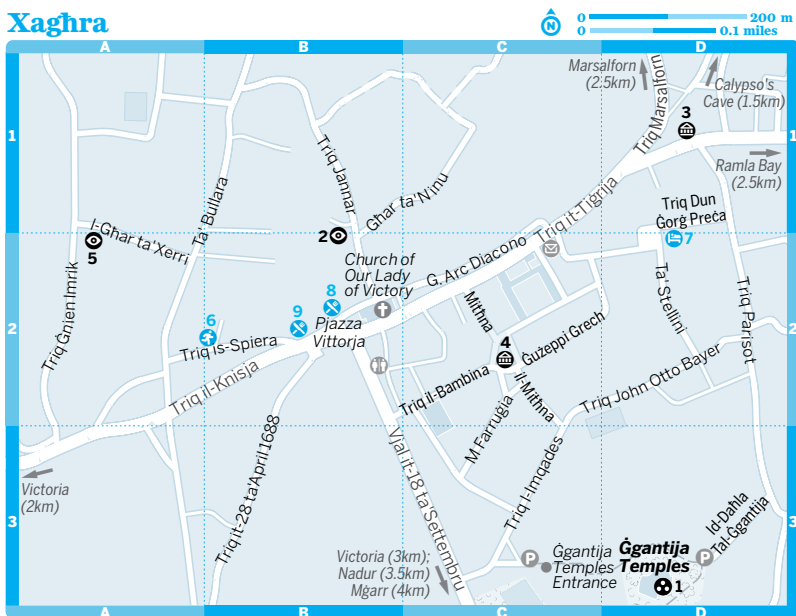 Xagħra
N
0 200 m
0 0.1 miles
A B C D
1
Marsalforn
(2.5km)
Triq Marsalforn
Calypso's
Cave (1.5km)
3
1
Ramla Bay
(2.5km)
Triq Jannar
Għar ta' Ninu
Ta' Bullara
Triq it-Tigrija
Triq Dun
Ġorġ Preċa
7
I-Għar ta'Xerri
5
2
Church of
Our Lady
of Victory
G. Arc Diacono
8
9
6
Pjazza
Vittorja
2
Triq Gnien Imrik
Triq Is-Spiera
Triq il-Knisja
Mitħna
4
Ġużeppi Grech
Ta' Stellini
Triq Parisot
2
Triq il-Bambina
il-Mitħna
Triq John Otto Bayer
M Farruġia
Triq it-28 ta'April 1688
Vjal it-18 ta'Settembru
Triq l-Imqades
Victoria
(2km)
3
Victoria (3km);
Nadur (3.5km)
Mġarr (4km)
P
Ġgantija
Temples
Entrance
Ġgantija
Temples
1
P
Id-Daħla
Tal-Ġgantija
3
A B C D